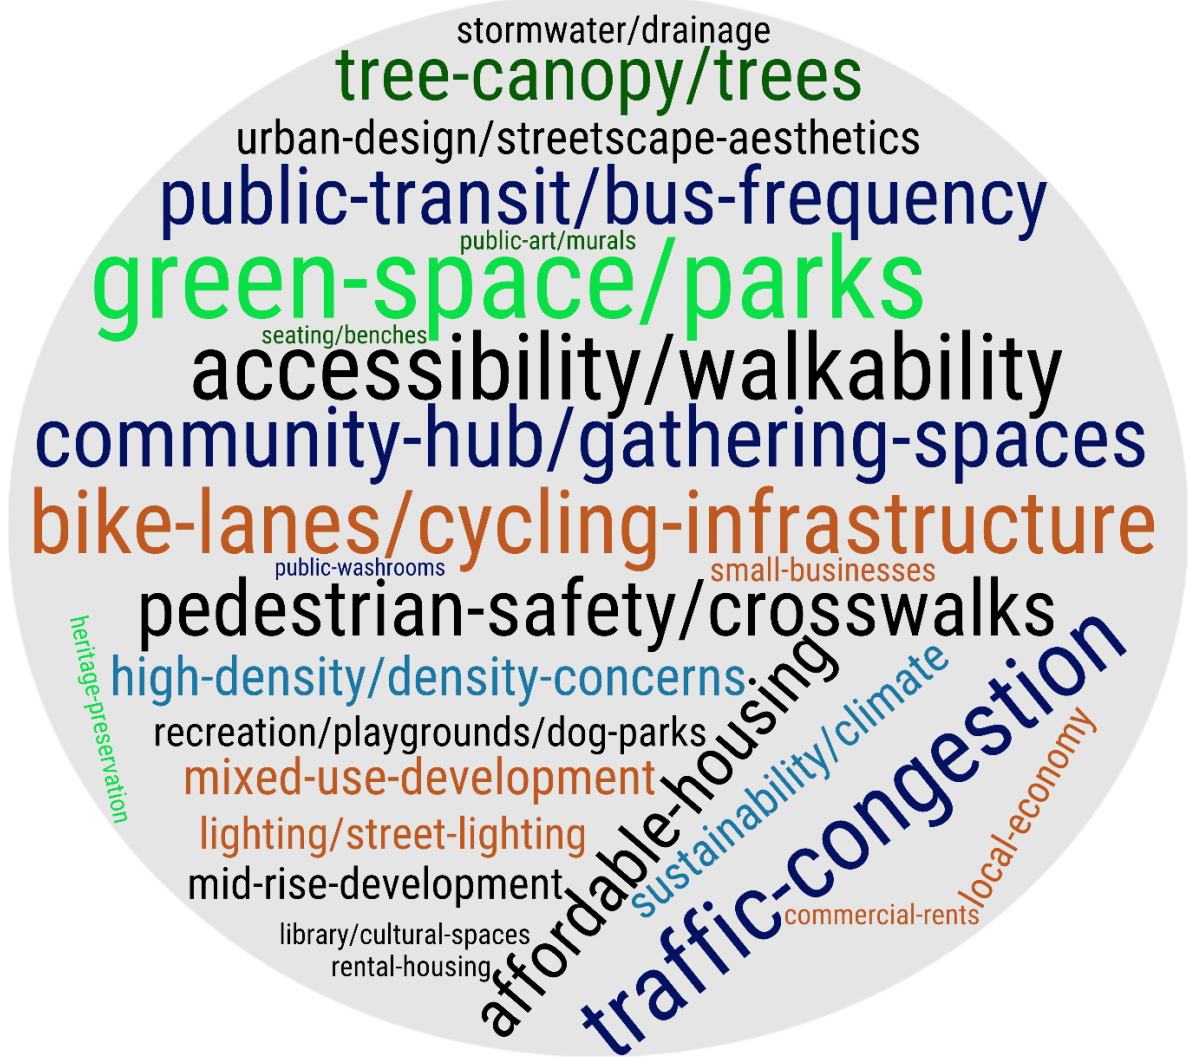 stormwater/drainage
tree-canopy/trees
urban-design/streetscape-aesthetics
public-transit/bus-frequency
public-art/murals
green-space/parks
seating/benches
accessibility/walkability
community-hub/gathering-spaces
bike-lanes/cycling-infrastructure
public-washrooms
small-businesses
pedestrian-safety/crosswalks
heritage-preservation
high-density/density-concerns
recreation/playgrounds/dog-parks
mixed-use-development
lighting/street-lighting
mid-rise-development
library/cultural-spaces
rental-housing
affordable-housing
sustainability/climate
traffic-congestion
local-economy
commercial-rents